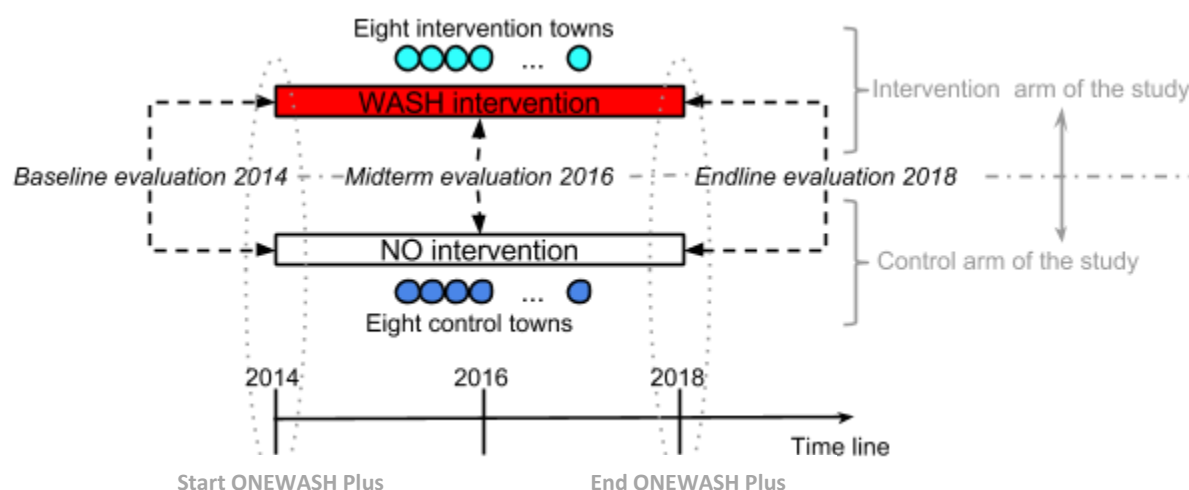 Eight intervention towns
...
WASH intervention
Intervention arm of the study
Baseline evaluation 2014
Midterm evaluation 2016
Endline evaluation 2018
NO intervention
Control arm of the study
...
Eight control towns
2014
2016
2018
Time line
Start ONEWASH Plus
End ONEWASH Plus